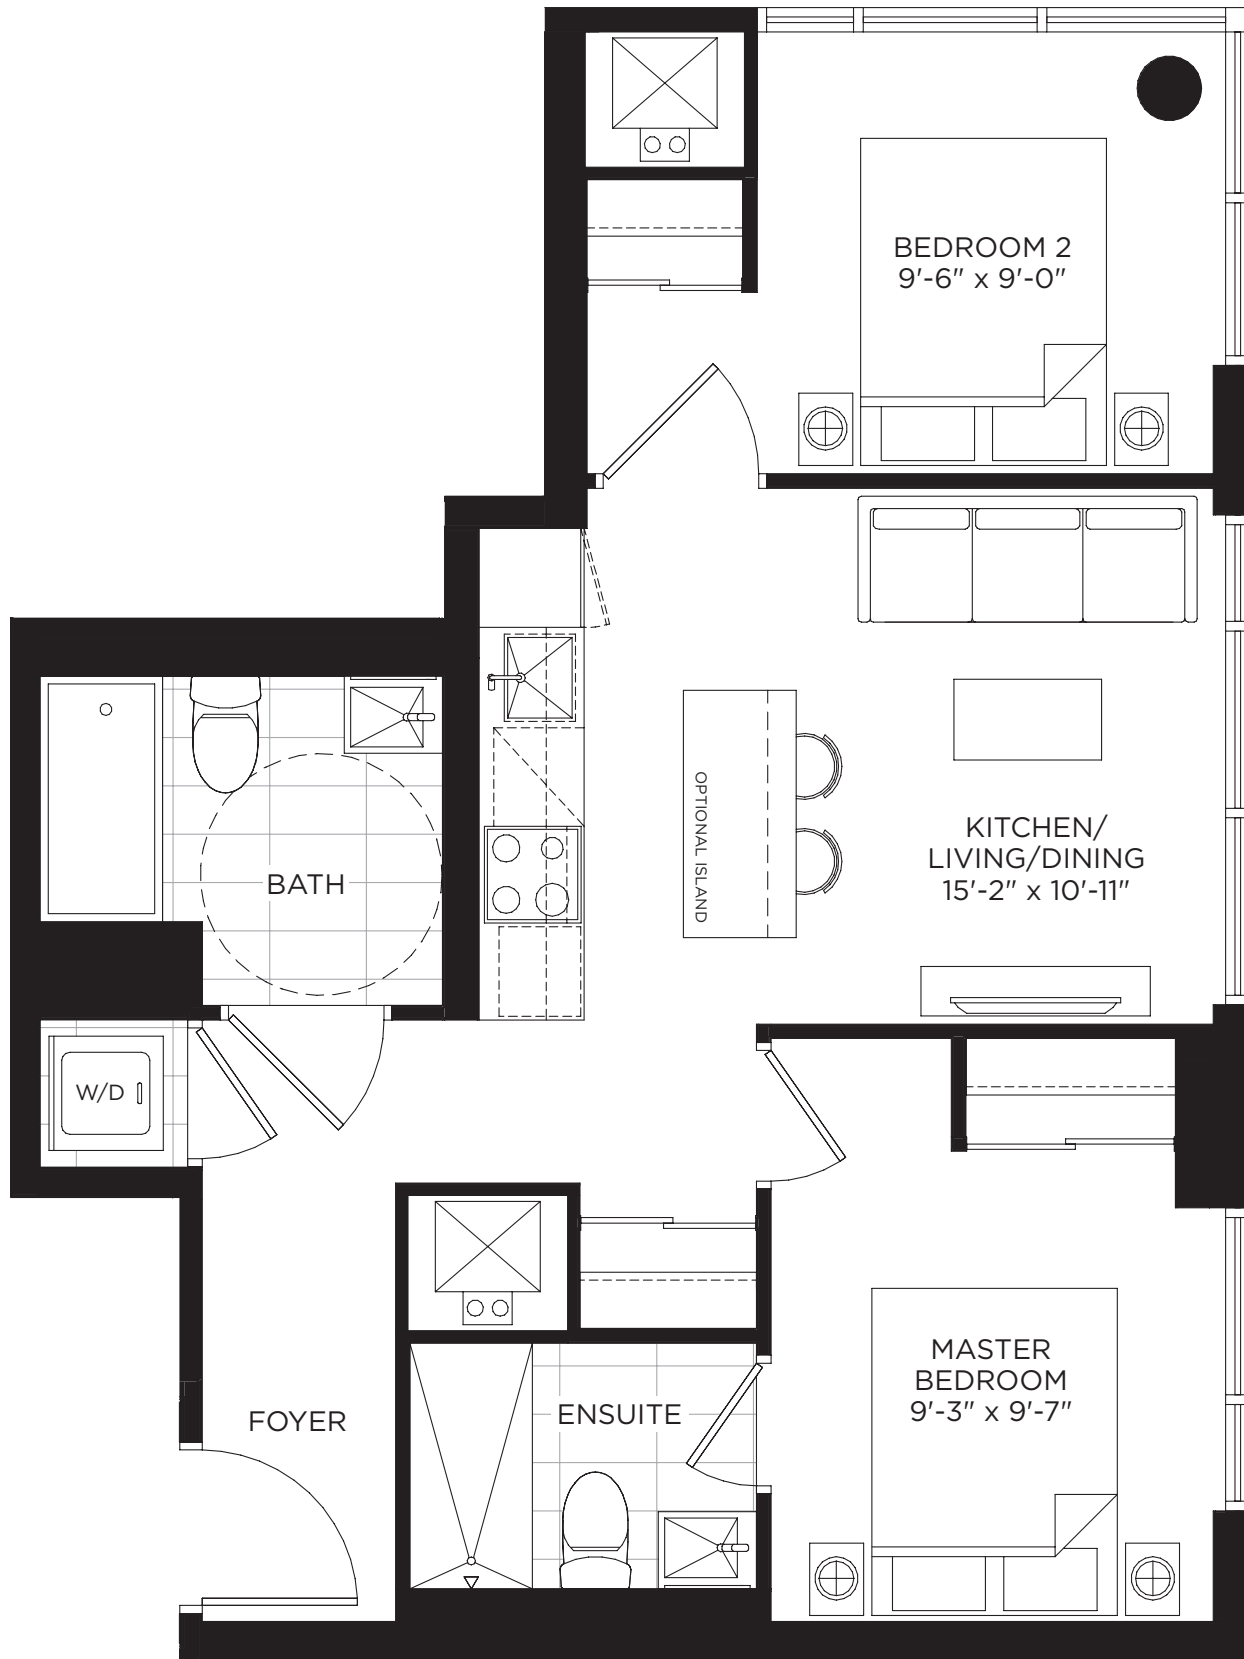 BEDROOM 2
9'-6" x 9'-0"
OPTIONAL ISLAND
KITCHEN/
LIVING/DINING
15'-2" x 10'-11"
BATH
W/D
MASTER
BEDROOM
9'-3" x 9'-7"
ENSUITE
FOYER